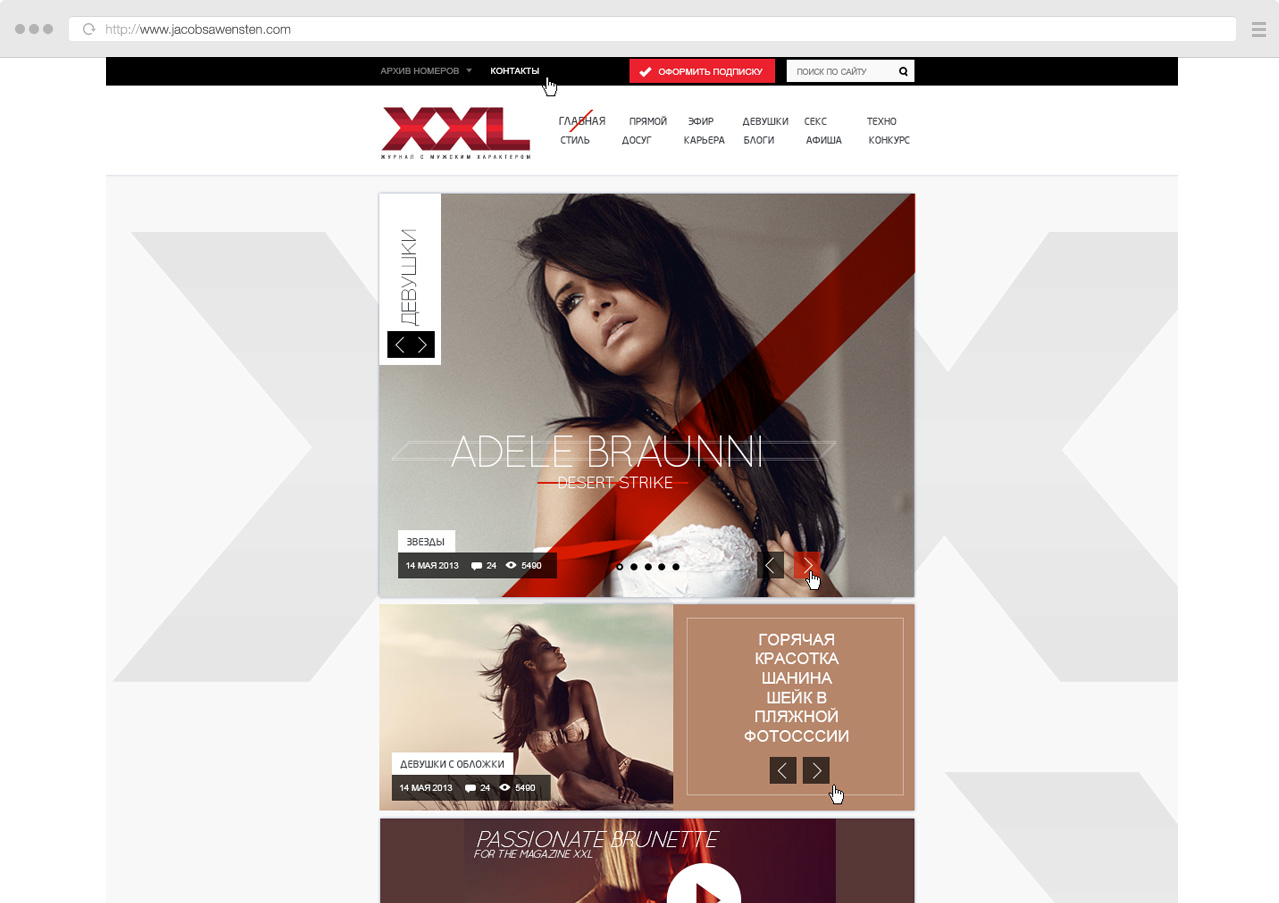 http://www.jacobsawensten.com
АРХИВ НОМЕРОВ
КОНТАКТЫ
ОФОРМИТЬ ПОДПИСКУ
ПОИСК ПО САЙТУ
XXL
ЖУРНАЛ С МУЖСКИМ ХАРАКТЕРОМ
ГЛАВНАЯ ПРЯМОЙ ЭФИР ДЕВУШКИ СЕКС ТЕХНО
СТИЛЬ ДОСУГ КАРЬЕРА БЛОГИ АФИША КОНКУРС
ДЕВУШКИ
ADELE BRAUNNI
DESERT STRIKE
ЗВЕЗДЫ
14 МАЯ 2013 24 5490
ГОРЯЧАЯ
КРАСОТКА
ШАНИНА
ШЕЙК В
ПЛЯЖНОЙ
ФОТОСССИИ
ДЕВУШКИ С ОБЛОЖКИ
14 МАЯ 2013 24 5490
PASSIONATE BRUNETTE
FOR THE MAGAZINE XXL